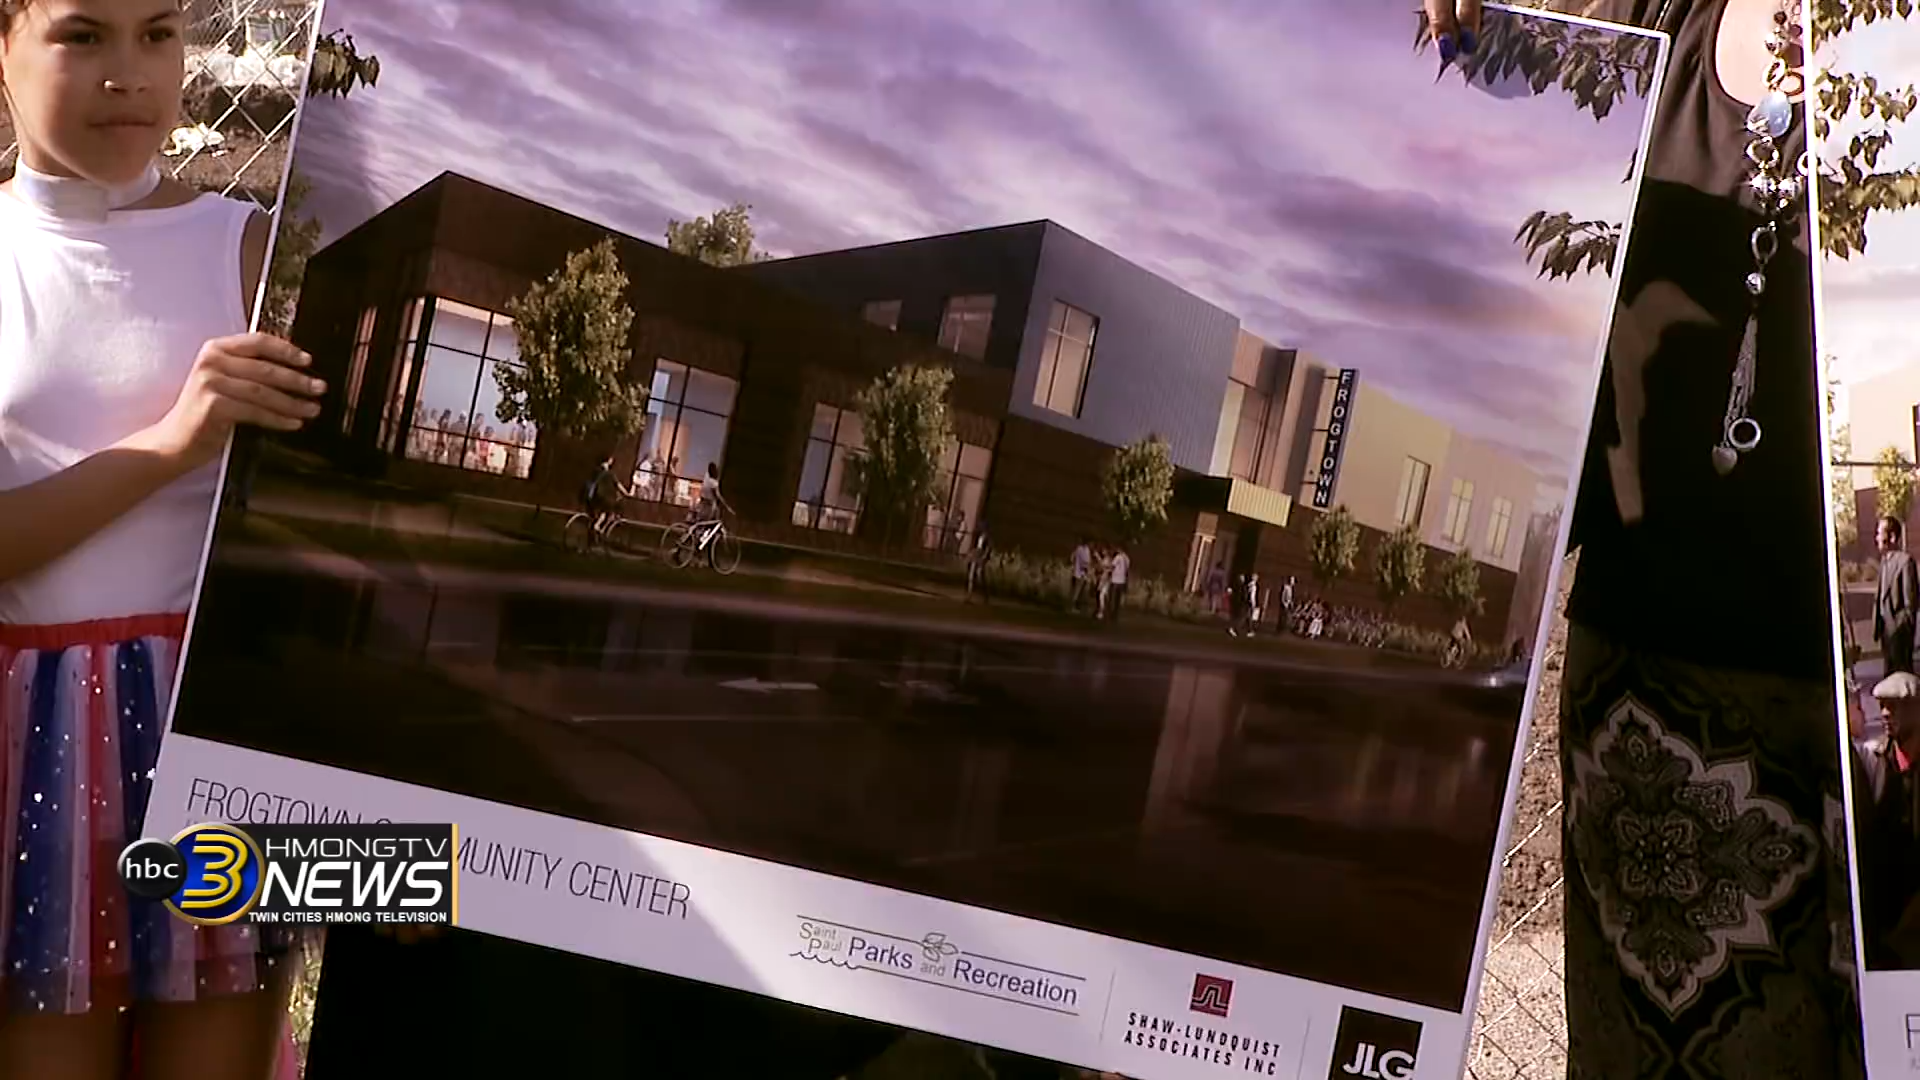 FROGTOWN
FROGTOWN COMMUNITY CENTER
Saint Paul Parks and Recreation
SHAW-LUNDQUIST
ASSOCIATES INC
JLG
hbc 3 HMONGTV
NEWS
TWIN CITIES HMONG TELEVISION